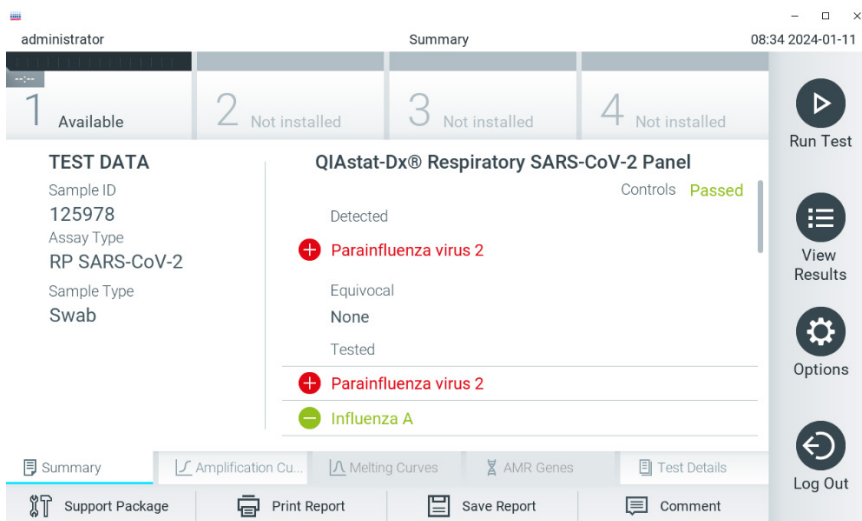 administrator Summary 08:34 2024-01-11
--:--
1 Available 2 Not installed 3 Not installed 4 Not installed
Run Test
TEST DATA
Sample ID
125978
Assay Type
RP SARS-CoV-2
Sample Type
Swab
QIAstat-Dx® Respiratory SARS-CoV-2 Panel
Controls Passed
Detected
Parainfluenza virus 2
Equivocal
None
Tested
Parainfluenza virus 2
Influenza A
View
Results
Options
Log Out
Summary Amplification Cu... Melting Curves AMR Genes Test Details
Support Package Print Report Save Report Comment